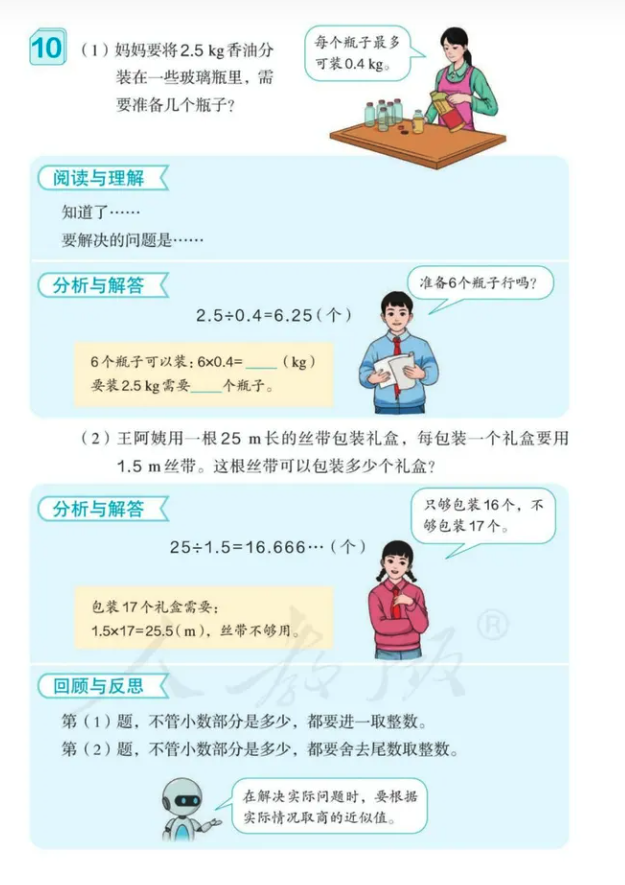 10
(1)妈妈要将2.5 kg香油分
装在一些玻璃瓶里，需
要准备几个瓶子？
每个瓶子最多
可装0.4 kg。
阅读与理解
知道了……
要解决的问题是……
分析与解答
准备6个瓶子行吗？
2.5÷0.4=6.25(个)
6个瓶子可以装：6×0.4=____(kg)
要装2.5 kg需要____个瓶子。
(2)王阿姨用一根25 m长的丝带包装礼盒，每包装一个礼盒要用
1.5 m丝带。这根丝带可以包装多少个礼盒？
分析与解答
只够包装16个，不
够包装17个。
25÷1.5=16.666…(个)
包装17个礼盒需要：
1.5×17=25.5(m)，丝带不够用。
人教版®
回顾与反思
第(1)题，不管小数部分是多少，都要进一取整数。
第(2)题，不管小数部分是多少，都要舍去尾数取整数。
在解决实际问题时，要根据
实际情况取商的近似值。